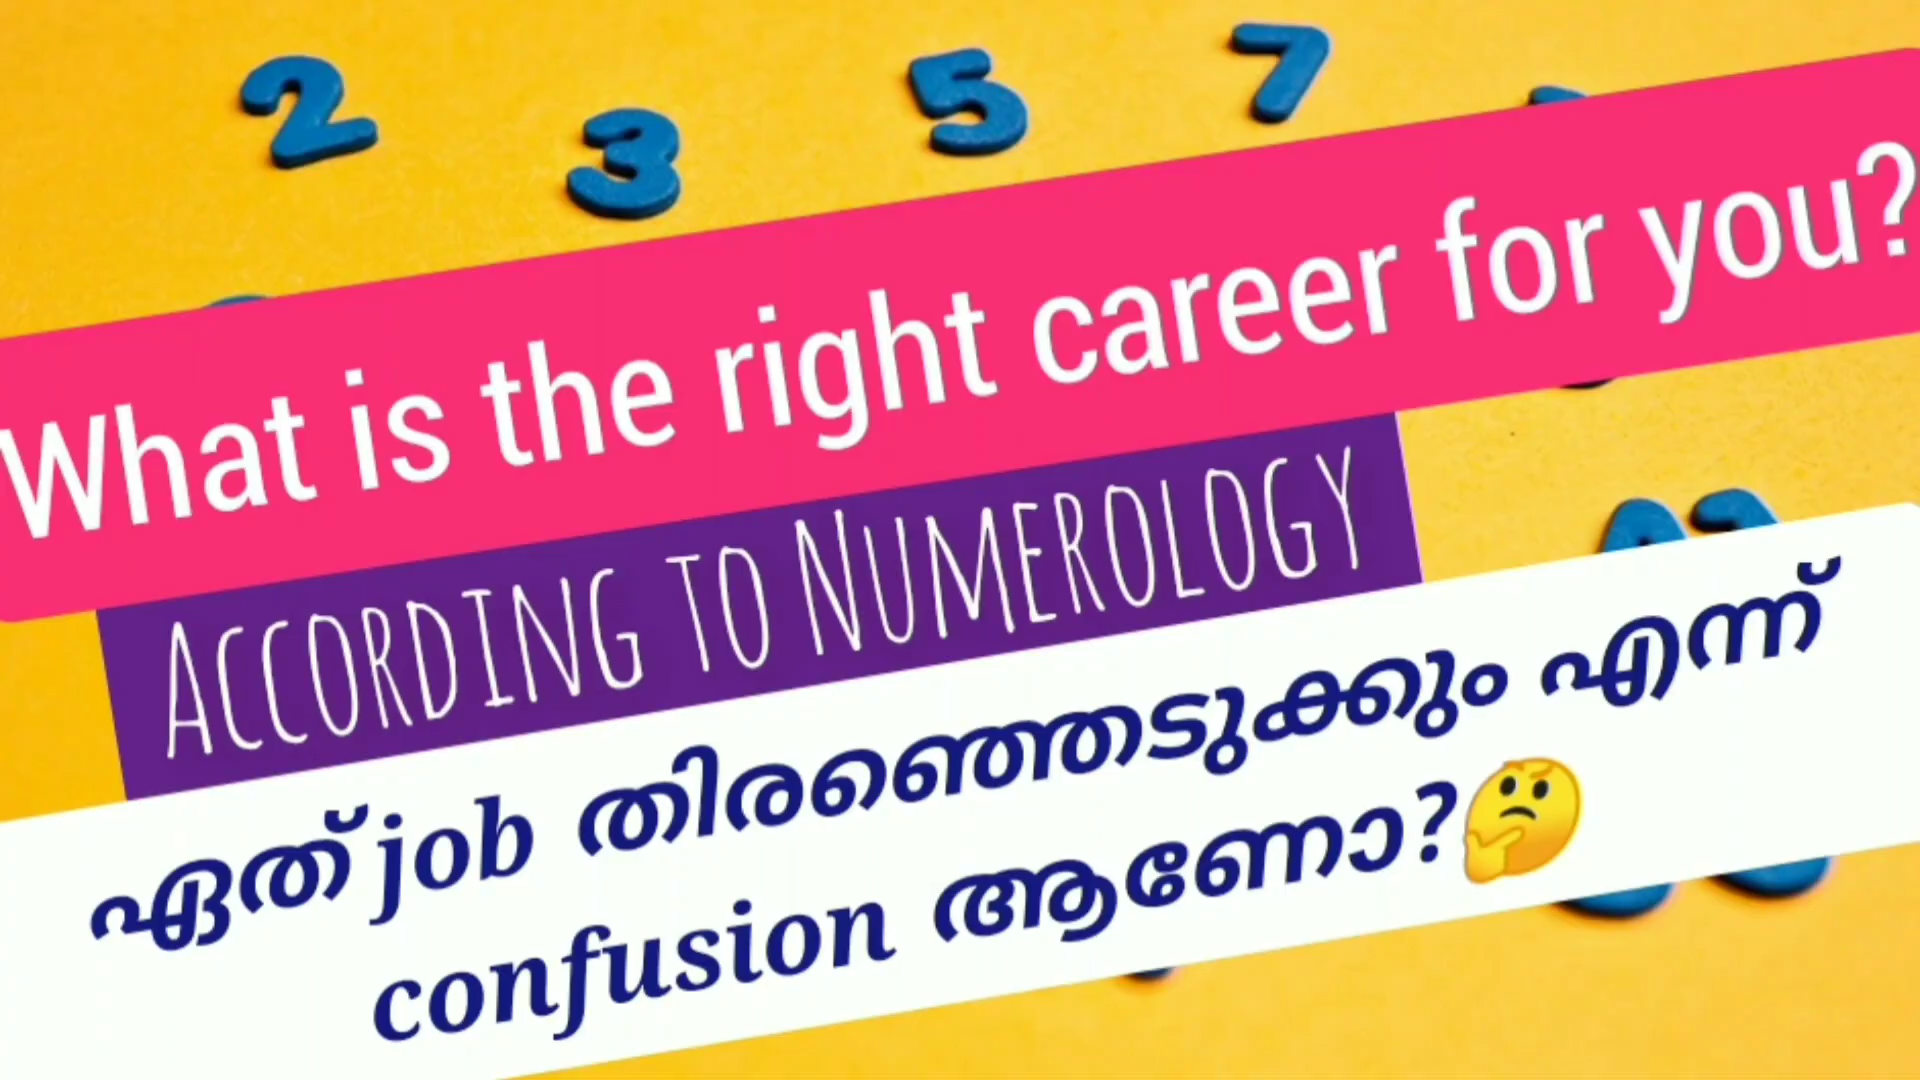 2 3 5 7
What is the right career for you?
ACCORDING TO NUMEROLOGY
ഏത് job തിരഞ്ഞെടുക്കും എന്ന്
confusion ആണോ?🤔